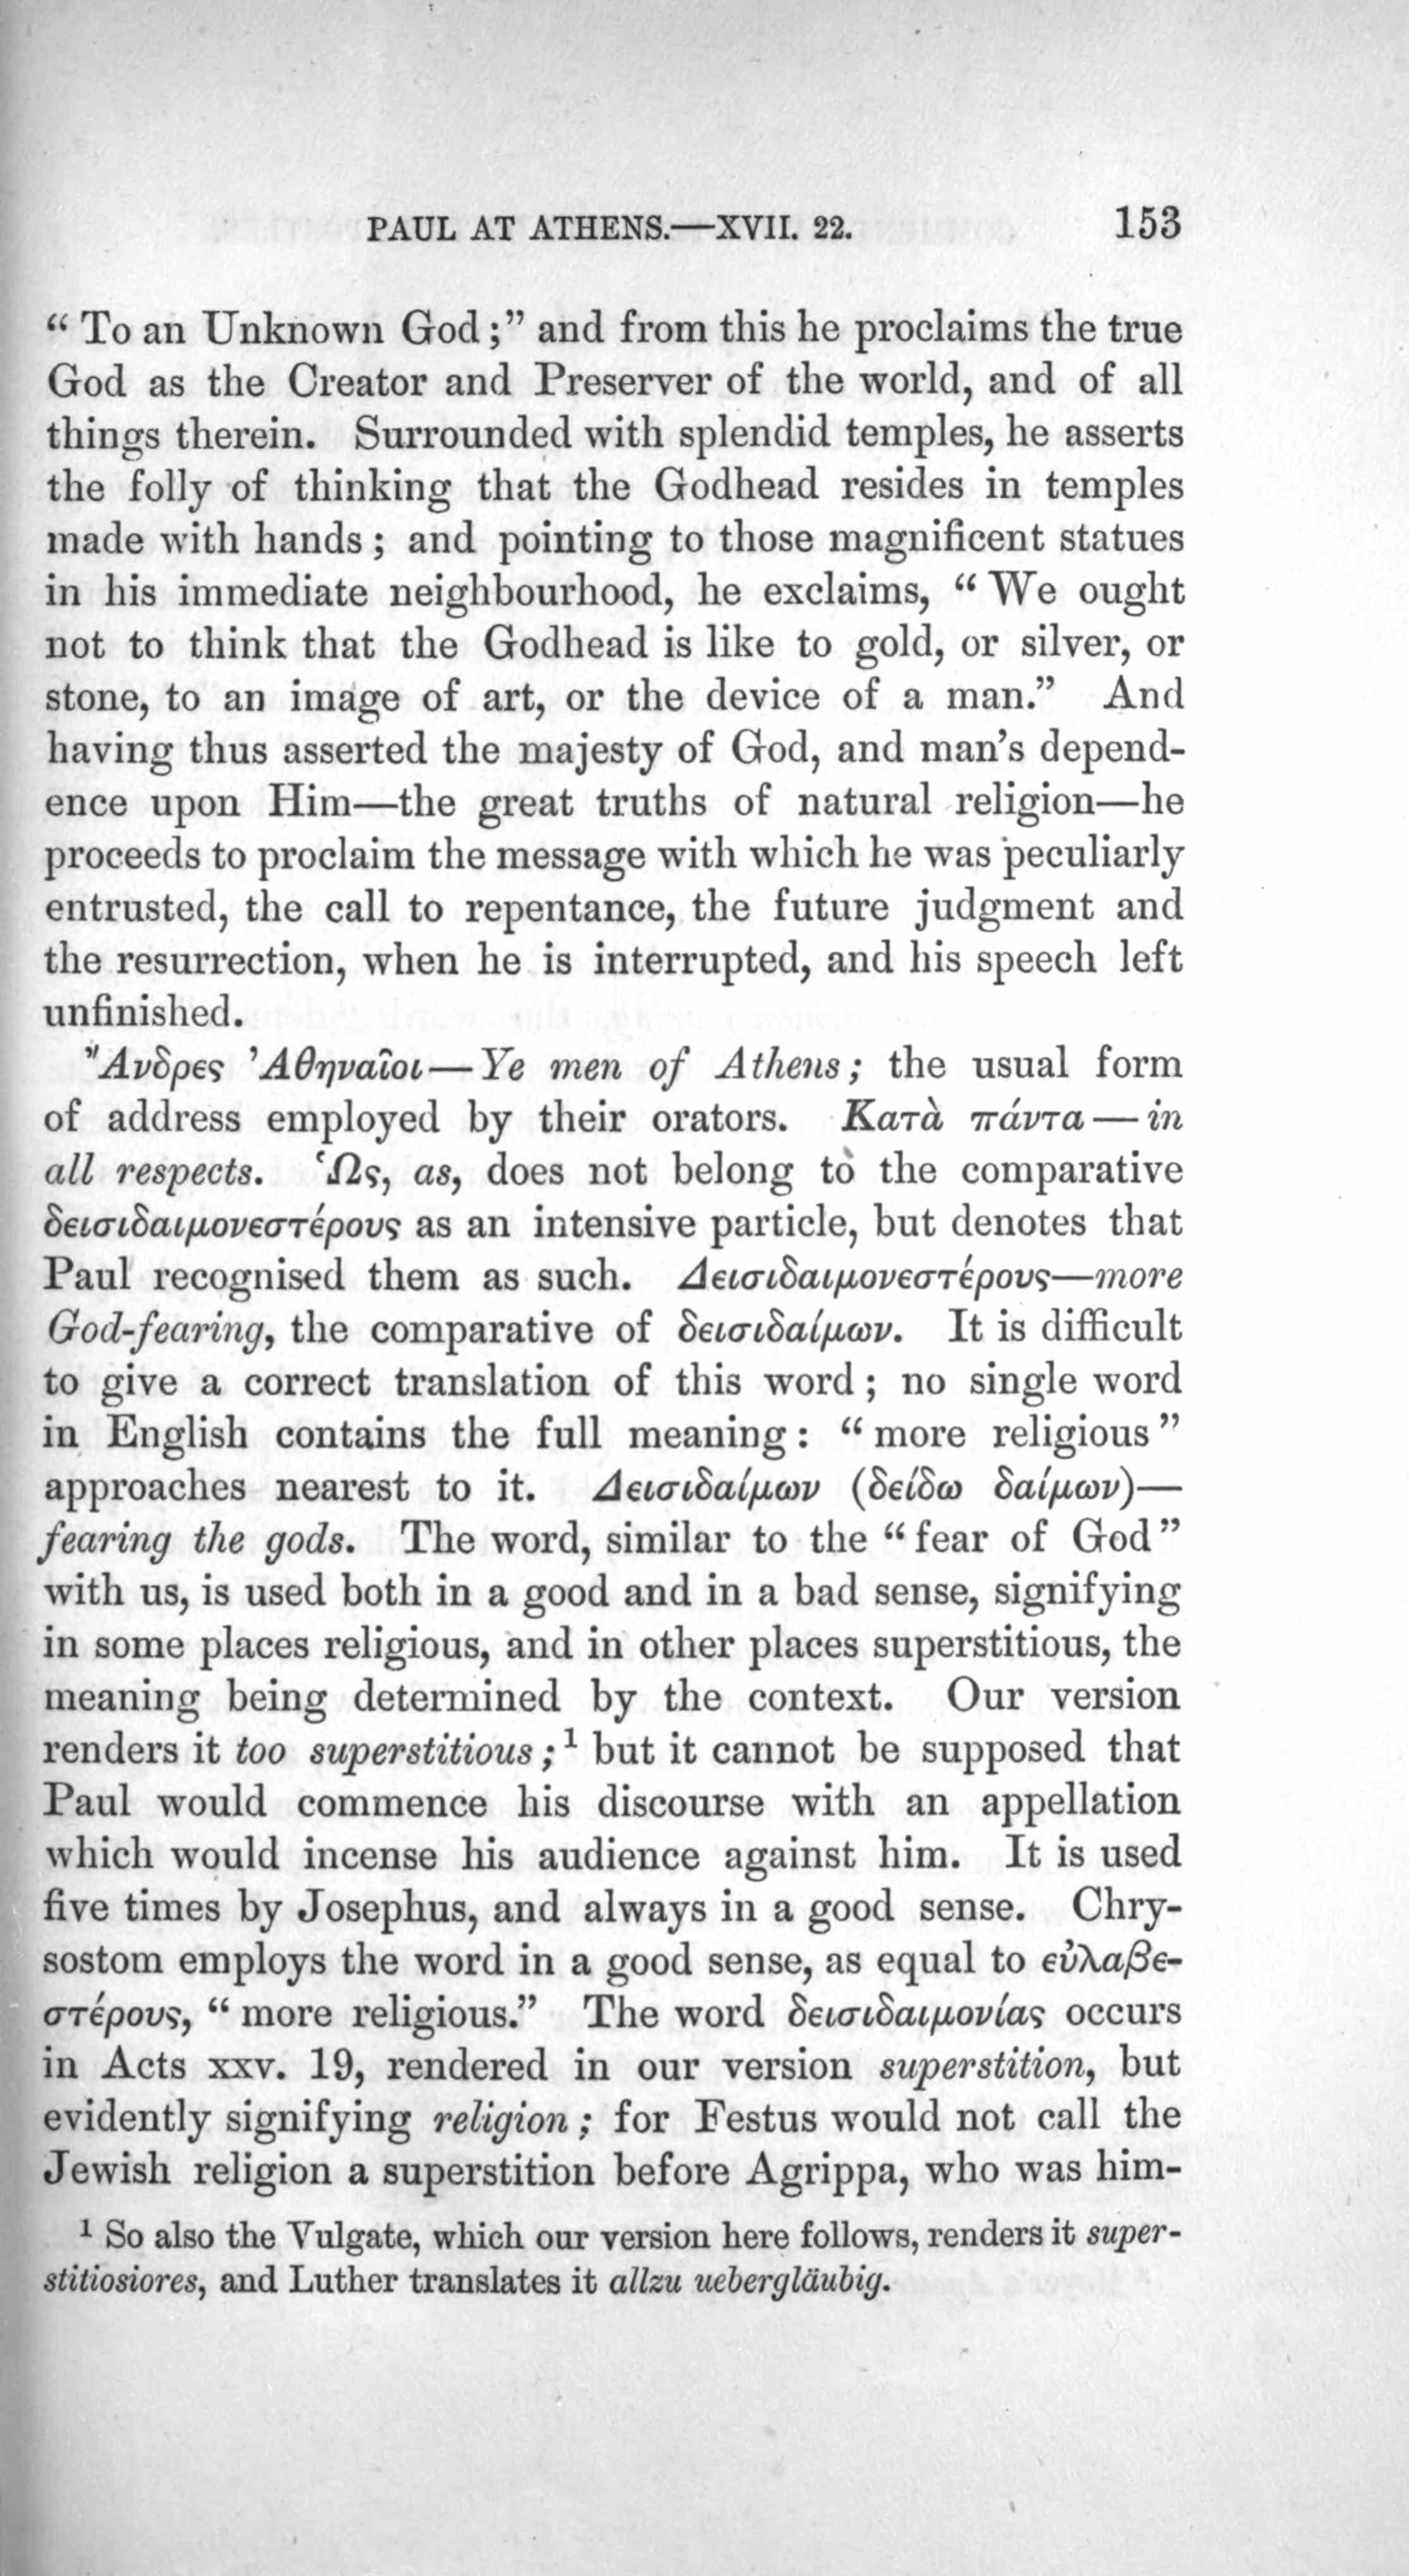 PAUL AT ATHENS.—XVII. 22. 153
“ To an Unknown God ;” and from this he proclaims the true
God as the Creator and Preserver of the world, and of all
things therein. Surrounded with splendid temples, he asserts
the folly of thinking that the Godhead resides in temples
made with hands ; and pointing to those magnificent statues
in his immediate neighbourhood, he exclaims, “ We ought
not to think that the Godhead is like to gold, or silver, or
stone, to an image of art, or the device of a man.” And
having thus asserted the majesty of God, and man’s depend-
ence upon Him—the great truths of natural religion—he
proceeds to proclaim the message with which he was peculiarly
entrusted, the call to repentance, the future judgment and
the resurrection, when he is interrupted, and his speech left
unfinished.
Ἄνδρες Ἀθηναῖοι—Ye men of Athens ; the usual form
of address employed by their orators. Κατὰ πάντα—in
all respects. Ὡς, as, does not belong to the comparative
δεισιδαιμονεστέρους as an intensive particle, but denotes that
Paul recognised them as such. Δεισιδαιμονεστέρους—more
God-fearing, the comparative of δεισιδαίμων. It is difficult
to give a correct translation of this word ; no single word
in English contains the full meaning : “ more religious ”
approaches nearest to it. Δεισιδαίμων (δείδω δαίμων)—
fearing the gods. The word, similar to the “ fear of God ”
with us, is used both in a good and in a bad sense, signifying
in some places religious, and in other places superstitious, the
meaning being determined by the context. Our version
renders it too superstitious ;¹ but it cannot be supposed that
Paul would commence his discourse with an appellation
which would incense his audience against him. It is used
five times by Josephus, and always in a good sense. Chry-
sostom employs the word in a good sense, as equal to εὐλαβε-
στέρους, “ more religious.” The word δεισιδαιμονίας occurs
in Acts xxv. 19, rendered in our version superstition, but
evidently signifying religion ; for Festus would not call the
Jewish religion a superstition before Agrippa, who was him-
¹ So also the Vulgate, which our version here follows, renders it super-
stitiosiores, and Luther translates it allzu uebergläubig.